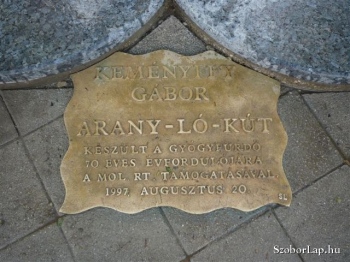 KEMÉNYFFY
GÁBOR
ARANY-LÓ-KÚT
KÉSZÜLT A GYÓGYFÜRDŐ
70 ÉVES ÉVFORDULÓJÁRA
A MOL RT. TÁMOGATÁSÁVAL
1997. AUGUSZTUS 20.
SzoborLap.hu